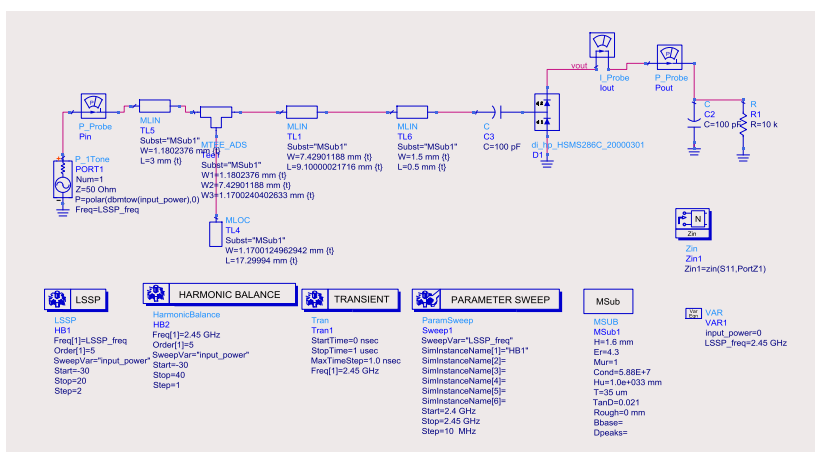 P_Probe
Pin
P_1Tone
PORT1
Num=1
Z=50 Ohm
P=polar(dbmtow(input_power),0)
Freq=LSSP_freq
MLIN
TL5
Subst="MSub1"
W=1.1802376 mm {t}
L=3 mm {t}
MTEE_ADS
Tee1
Subst="MSub1"
W1=1.1802376 mm
W2=7.42901188 mm {t}
W3=1.1700240402633 mm {t}
MLOC
TL4
Subst="MSub1"
W=1.1700124962942 mm {t}
L=17.29994 mm {t}
MLIN
TL1
Subst="MSub1"
W=7.42901188 mm {t}
L=9.10000021716 mm {t}
MLIN
TL6
Subst="MSub1"
W=1.5 mm {t}
L=0.5 mm {t}
C
C3
C=100 pF
di_hp_HSMS286C_20000301
D1
vout
I_Probe
Iout
P_Probe
Pout
C
C2
C=100 pF
R
R1
R=10 k
N
Zin
Zin
Zin1
Zin1=zin(S11,PortZ1)
LSSP
LSSP
HB1
Freq[1]=LSSP_freq
Order[1]=5
SweepVar="input_power"
Start=-30
Stop=20
Step=2
HARMONIC BALANCE
HarmonicBalance
HB2
Freq[1]=2.45 GHz
Order[1]=5
SweepVar="input_power"
Start=-30
Stop=40
Step=1
TRANSIENT
Tran
Tran1
StartTime=0 nsec
StopTime=1 usec
MaxTimeStep=1.0 nsec
Freq[1]=2.45 GHz
PARAMETER SWEEP
ParamSweep
Sweep1
SweepVar="LSSP_freq"
SimInstanceName[1]="HB1"
SimInstanceName[2]=
SimInstanceName[3]=
SimInstanceName[4]=
SimInstanceName[5]=
SimInstanceName[6]=
Start=2.4 GHz
Stop=2.45 GHz
Step=10 MHz
MSub
MSUB
MSub1
H=1.6 mm
Er=4.3
Mur=1
Cond=5.88E+7
Hu=1.0e+033 mm
T=35 um
TanD=0.021
Rough=0 mm
Bbase=
Dpeaks=
Var
Eqn
VAR
VAR1
input_power=0
LSSP_freq=2.45 GHz